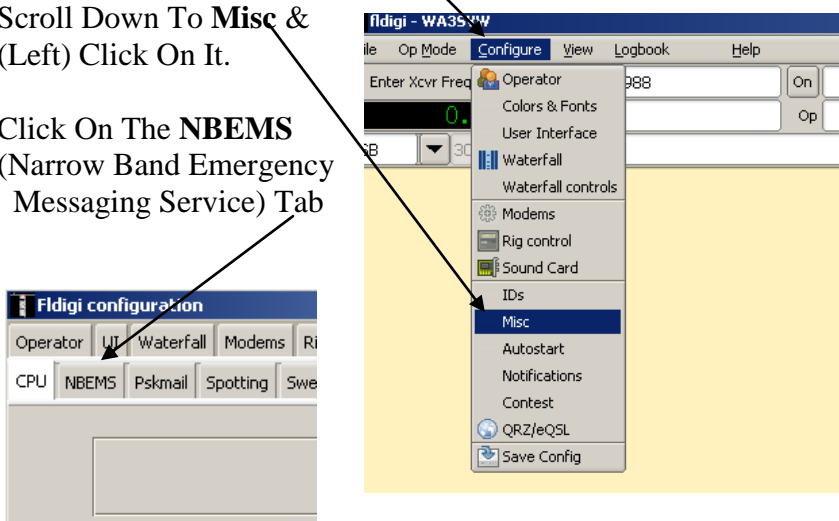 Scroll Down To Misc &
(Left) Click On It.
Click On The NBEMS
(Narrow Band Emergency
Messaging Service) Tab
Fldigi configuration
Operator UI Waterfall Modems
CPU NBEMS Pskmail Spotting
fldigi - WA3SYW
Op Mode Configure View Logbook Help
Enter Xcvr Freq 988 On
0. Op
30
Operator
Colors & Fonts
User Interface
Waterfall
Waterfall controls
Modems
Rig control
Sound Card
IDs
Misc
Autostart
Notifications
Contest
QRZ/eQSL
Save Config